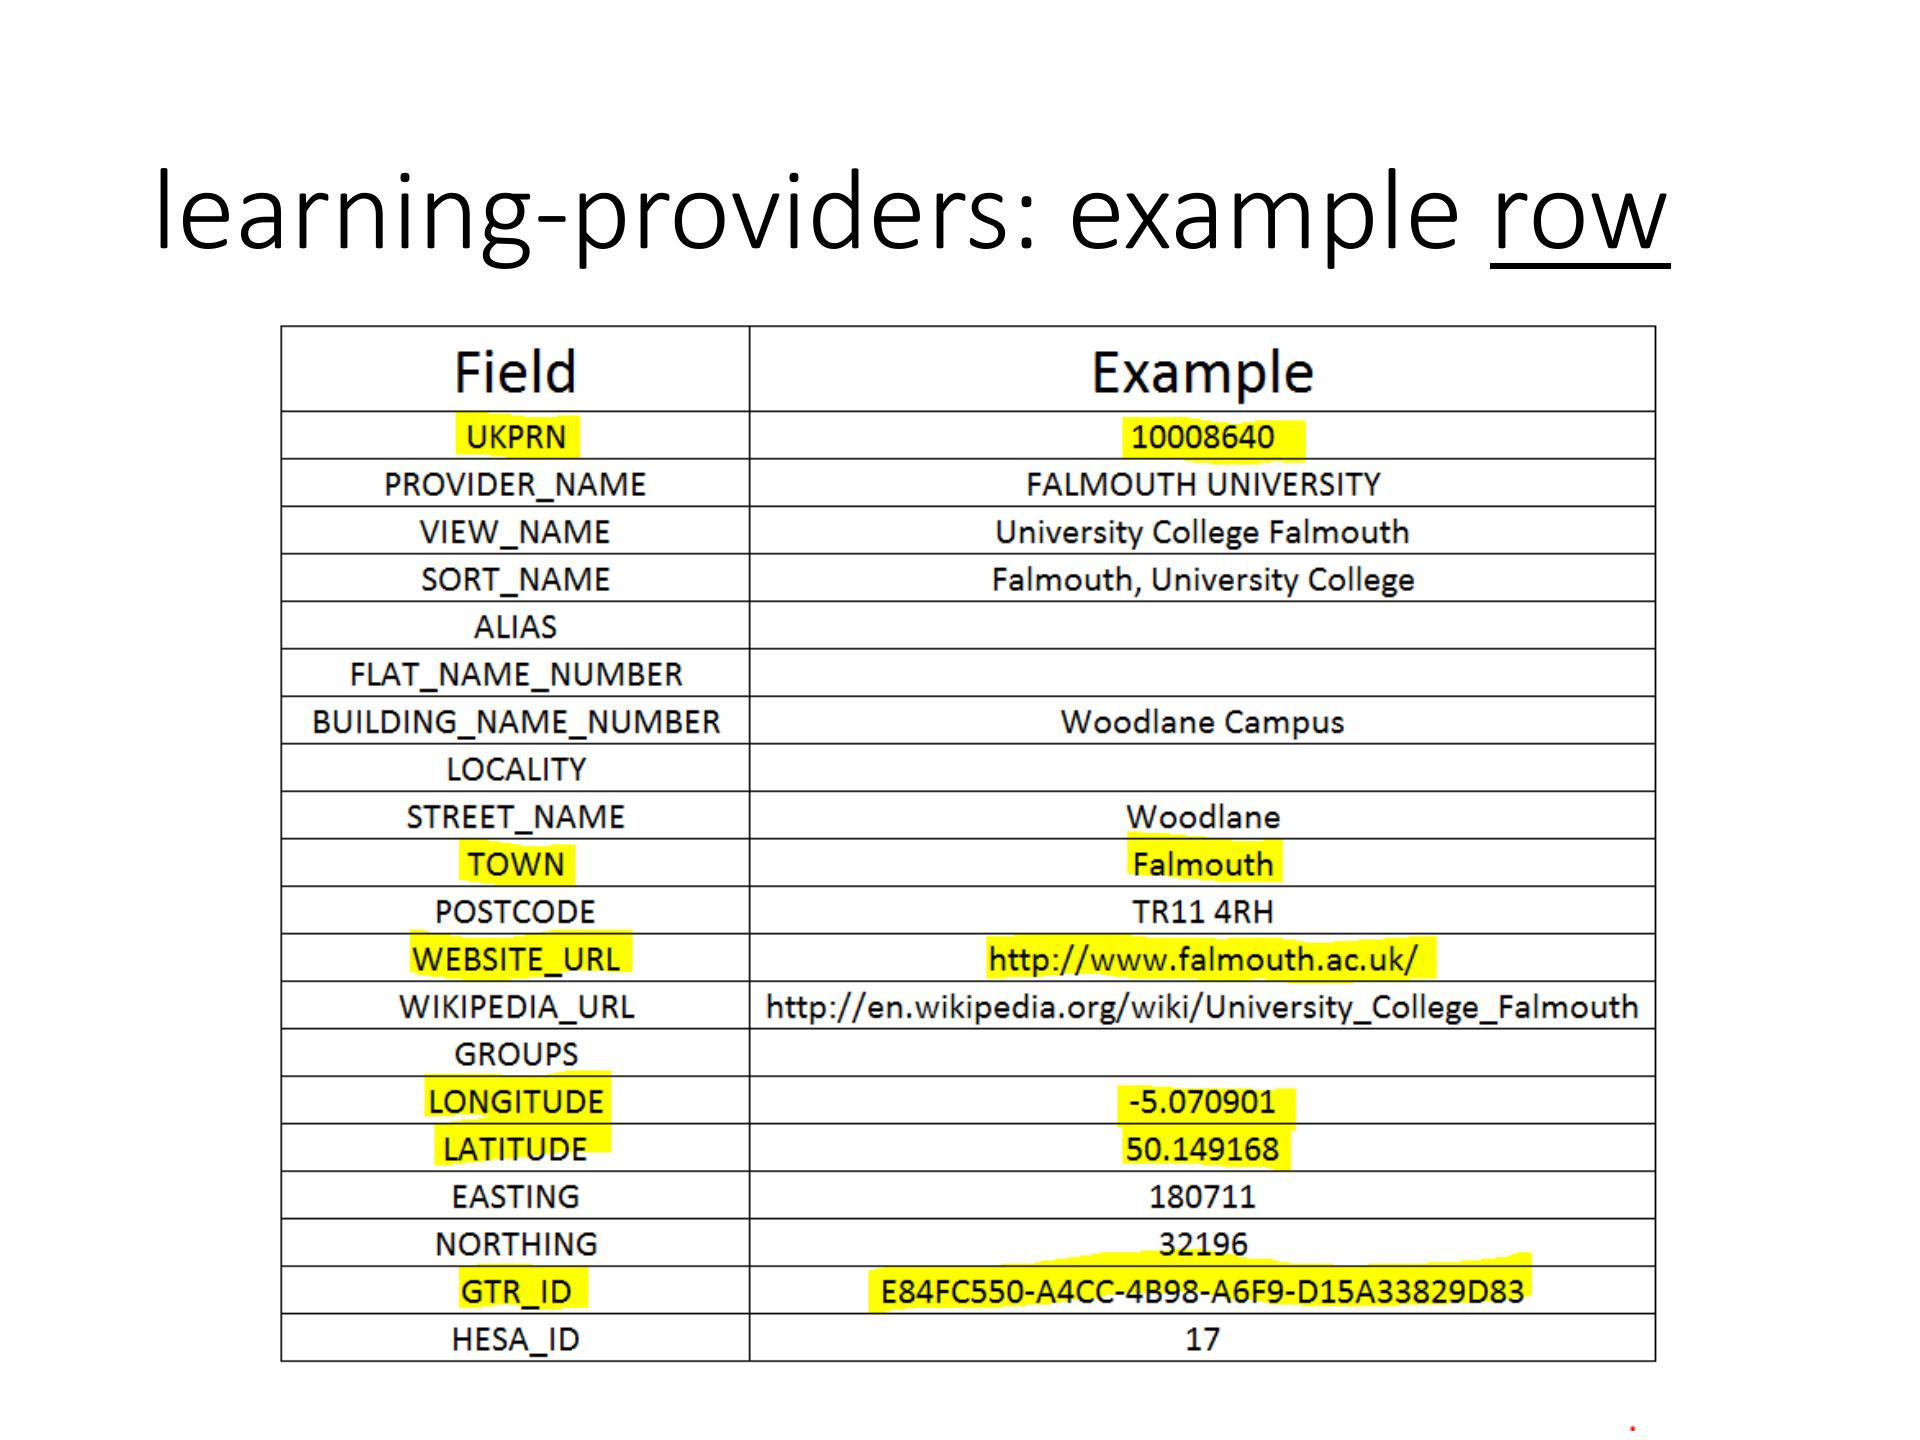 learning-providers: example row
Field Example
UKPRN 10008640
PROVIDER_NAME FALMOUTH UNIVERSITY
VIEW_NAME University College Falmouth
SORT_NAME Falmouth, University College
ALIAS
FLAT_NAME_NUMBER
BUILDING_NAME_NUMBER Woodlane Campus
LOCALITY
STREET_NAME Woodlane
TOWN Falmouth
POSTCODE TR11 4RH
WEBSITE_URL http://www.falmouth.ac.uk/
WIKIPEDIA_URL http://en.wikipedia.org/wiki/University_College_Falmouth
GROUPS
LONGITUDE -5.070901
LATITUDE 50.149168
EASTING 180711
NORTHING 32196
GTR_ID E84FC550-A4CC-4B98-A6F9-D15A33829D83
HESA_ID 17